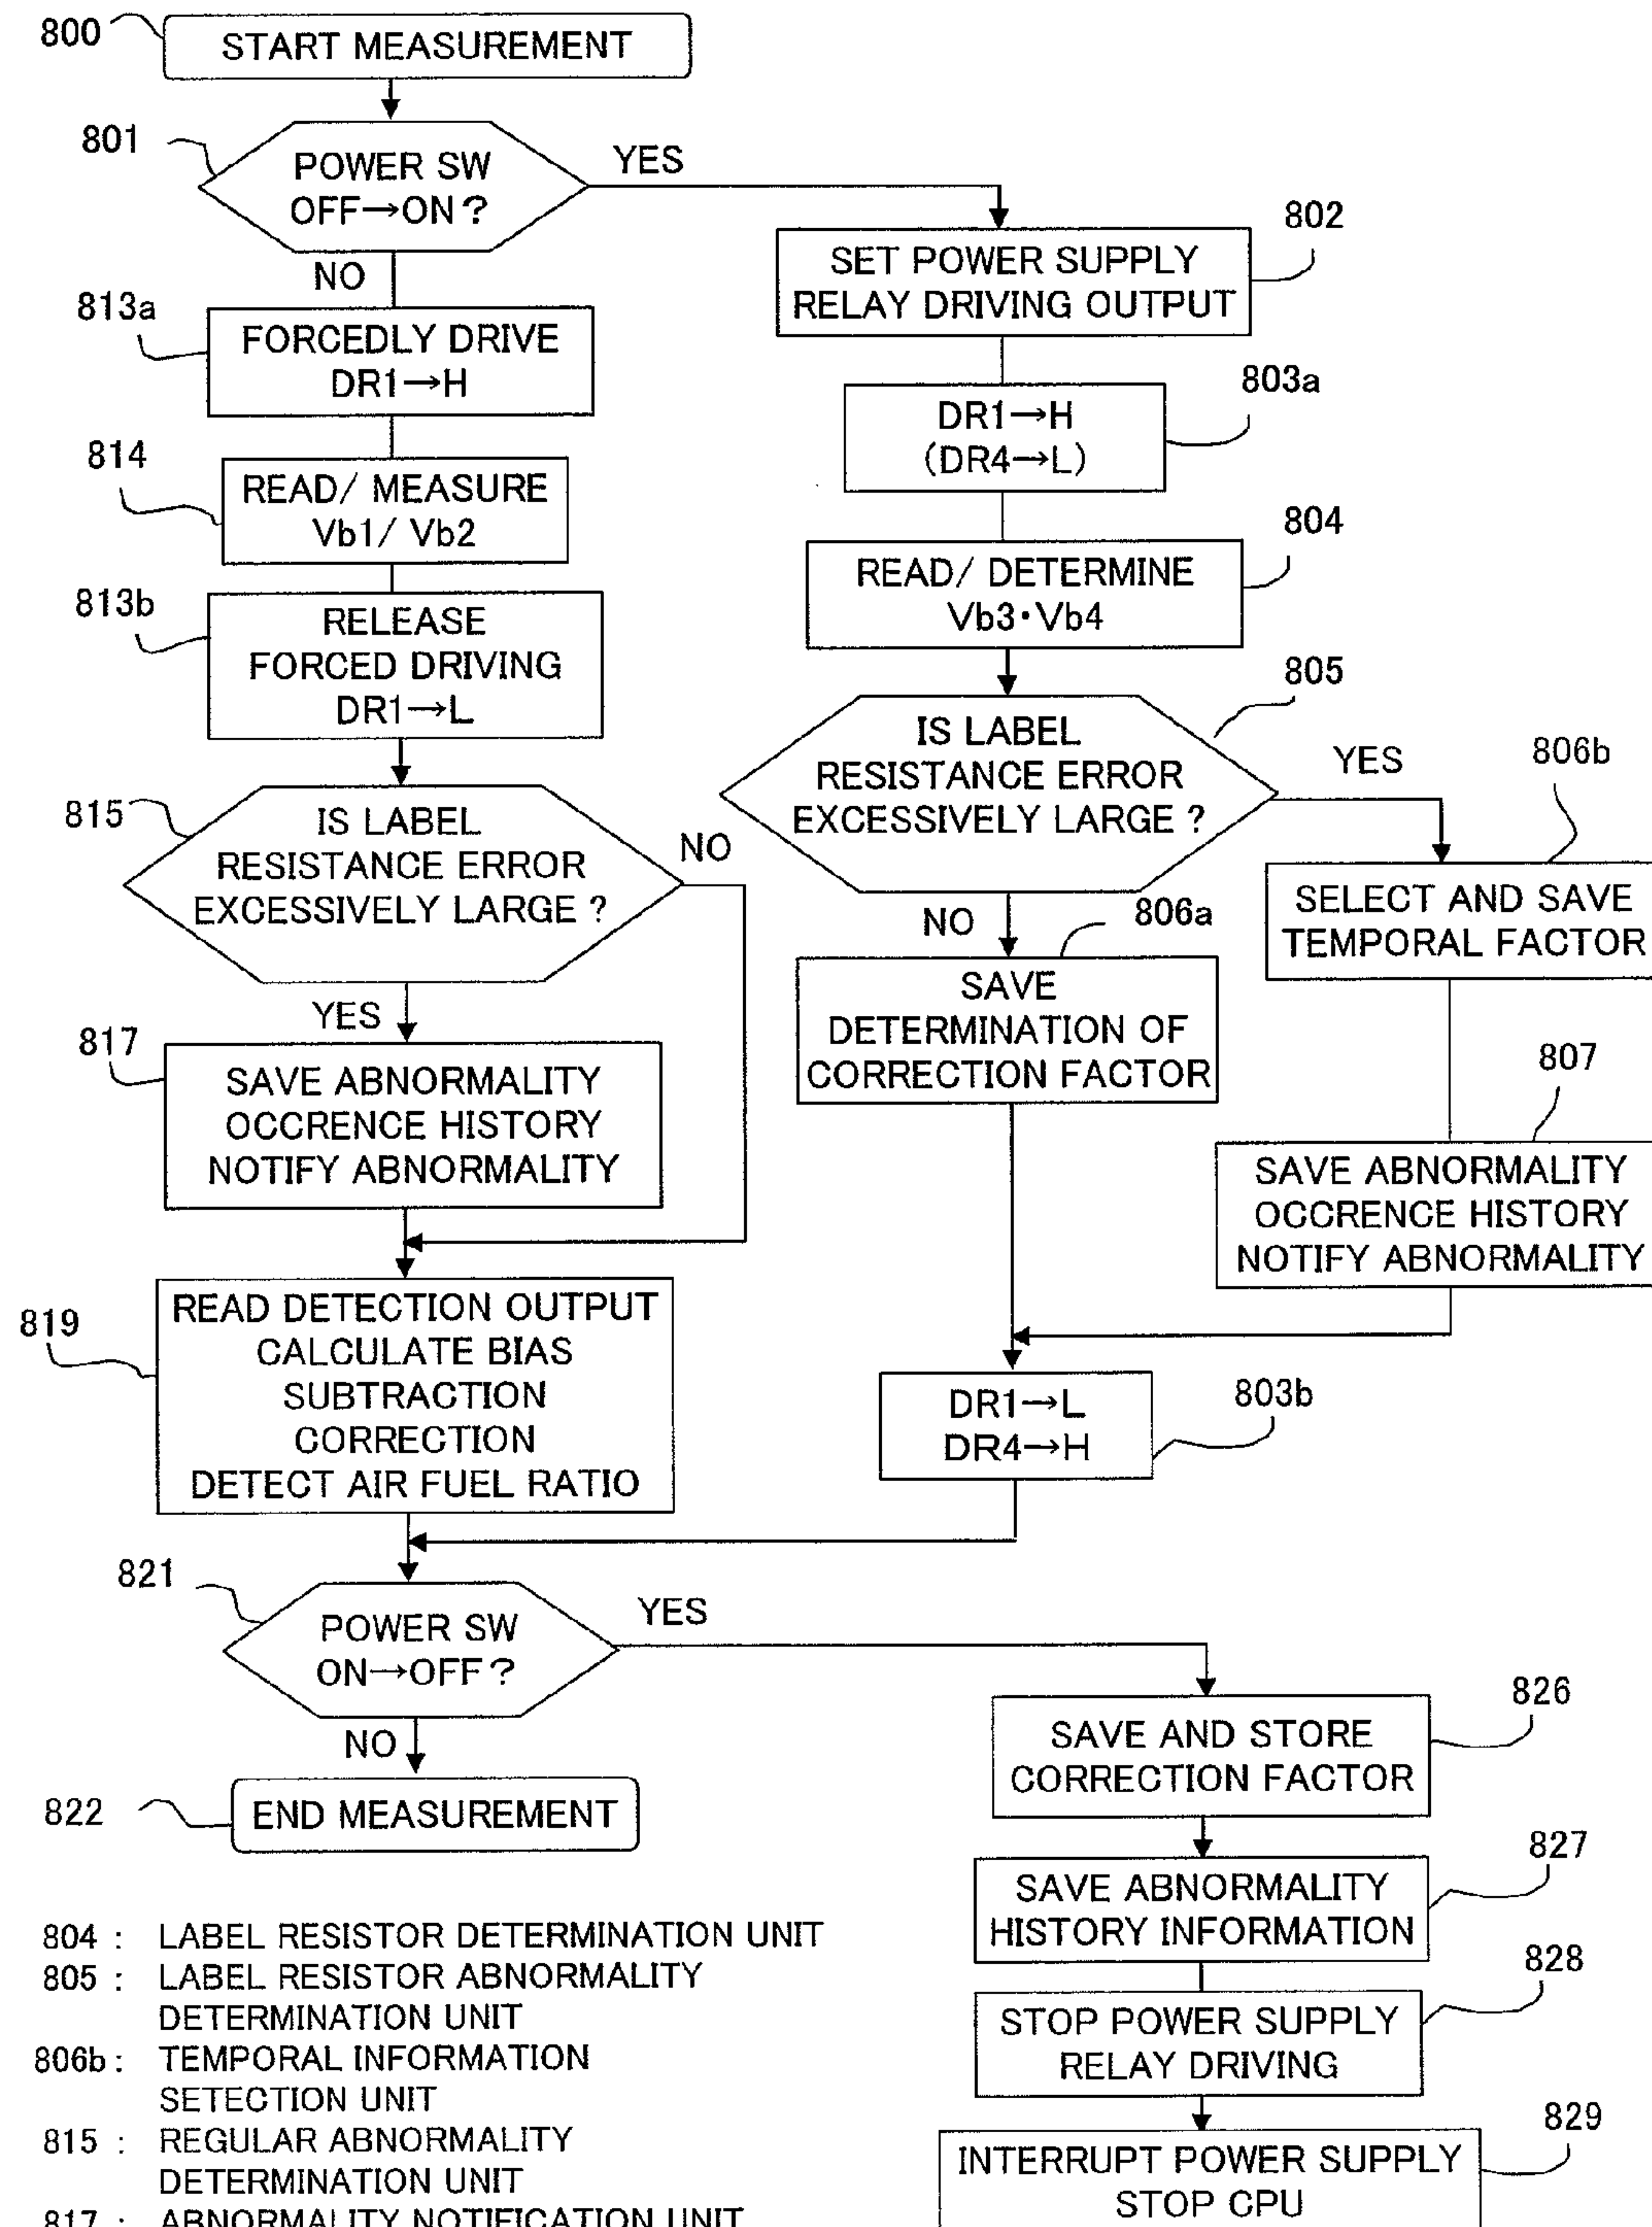 800
START MEASUREMENT
801
POWER SW
OFF→ON?
YES
NO
802
SET POWER SUPPLY
RELAY DRIVING OUTPUT
813a
FORCEDLY DRIVE
DR1→H
803a
DR1→H
(DR4→L)
814
READ/ MEASURE
Vb1/ Vb2
804
READ/ DETERMINE
Vb3・Vb4
813b
RELEASE
FORCED DRIVING
DR1→L
805
IS LABEL
RESISTANCE ERROR
EXCESSIVELY LARGE ?
YES
NO
806b
SELECT AND SAVE
TEMPORAL FACTOR
815
IS LABEL
RESISTANCE ERROR
EXCESSIVELY LARGE ?
NO
YES
806a
SAVE
DETERMINATION OF
CORRECTION FACTOR
817
SAVE ABNORMALITY
OCCRENCE HISTORY
NOTIFY ABNORMALITY
807
SAVE ABNORMALITY
OCCRENCE HISTORY
NOTIFY ABNORMALITY
819
READ DETECTION OUTPUT
CALCULATE BIAS
SUBTRACTION
CORRECTION
DETECT AIR FUEL RATIO
803b
DR1→L
DR4→H
821
POWER SW
ON→OFF?
YES
NO
822
END MEASUREMENT
826
SAVE AND STORE
CORRECTION FACTOR
827
SAVE ABNORMALITY
HISTORY INFORMATION
828
STOP POWER SUPPLY
RELAY DRIVING
829
INTERRUPT POWER SUPPLY
STOP CPU
804 : LABEL RESISTOR DETERMINATION UNIT
805 : LABEL RESISTOR ABNORMALITY
DETERMINATION UNIT
806b : TEMPORAL INFORMATION
SETECTION UNIT
815 : REGULAR ABNORMALITY
DETERMINATION UNIT
817 : ABNORMALITY NOTIFICATION UNIT